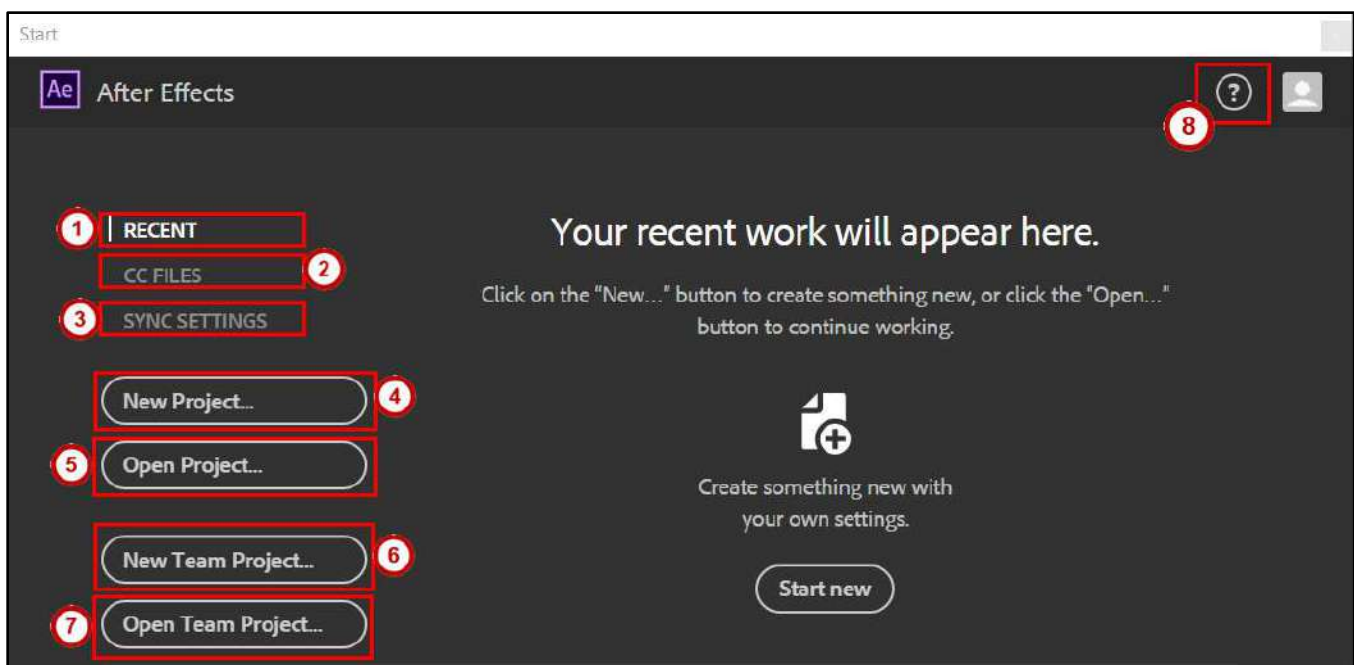 Start
Ae After Effects
?
8
1 RECENT
CC FILES 2
3 SYNC SETTINGS
New Project... 4
5 Open Project...
New Team Project... 6
7 Open Team Project...
Your recent work will appear here.
Click on the "New..." button to create something new, or click the "Open..."
button to continue working.
Create something new with
your own settings.
Start new